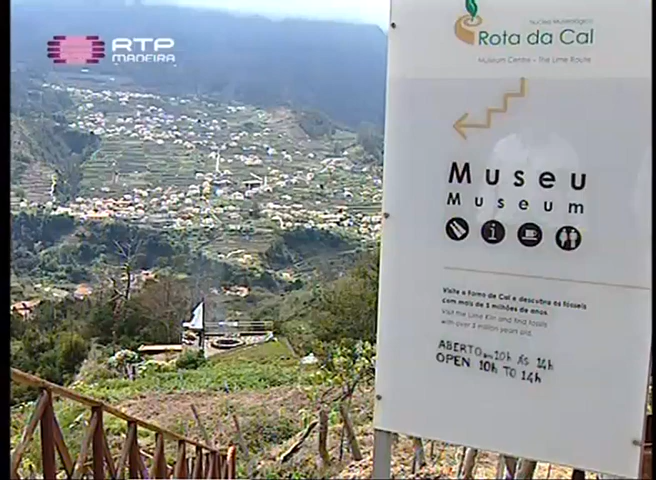 RTP
MADEIRA
Núcleo Museológico
Rota da Cal
Museum Centre - The Lime Route
Museu
Museum
Visite o forno da Cal e descubra os fósseis
com mais de 5 milhões de anos.
Visit the Lime Kiln and find fossils
with over 5 million years old.
ABERTO 10h ÀS 14h
OPEN 10h TO 14h